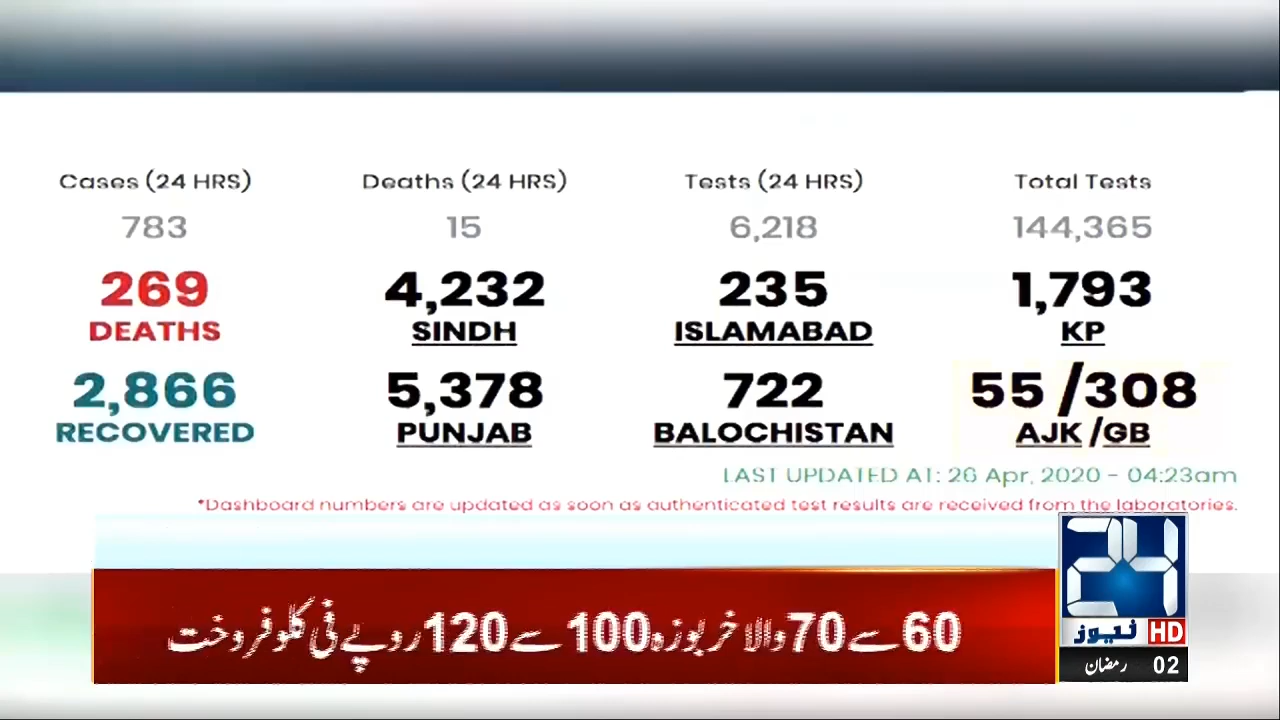 Cases (24 HRS) Deaths (24 HRS) Tests (24 HRS) Total Tests
783 15 6,218 144,365
269 4,232 235 1,793
DEATHS SINDH ISLAMABAD KP
2,866 5,378 722 55 /308
RECOVERED PUNJAB BALOCHISTAN AJK /GB
LAST UPDATED AT: 26 Apr, 2020 - 04:23am
*Dashboard numbers are updated as soon as authenticated test results are received from the laboratories.
60 سے 70 والا خربوزہ 100 سے 120 روپے فی کلو فروخت
24
نیوز HD
02 رمضان